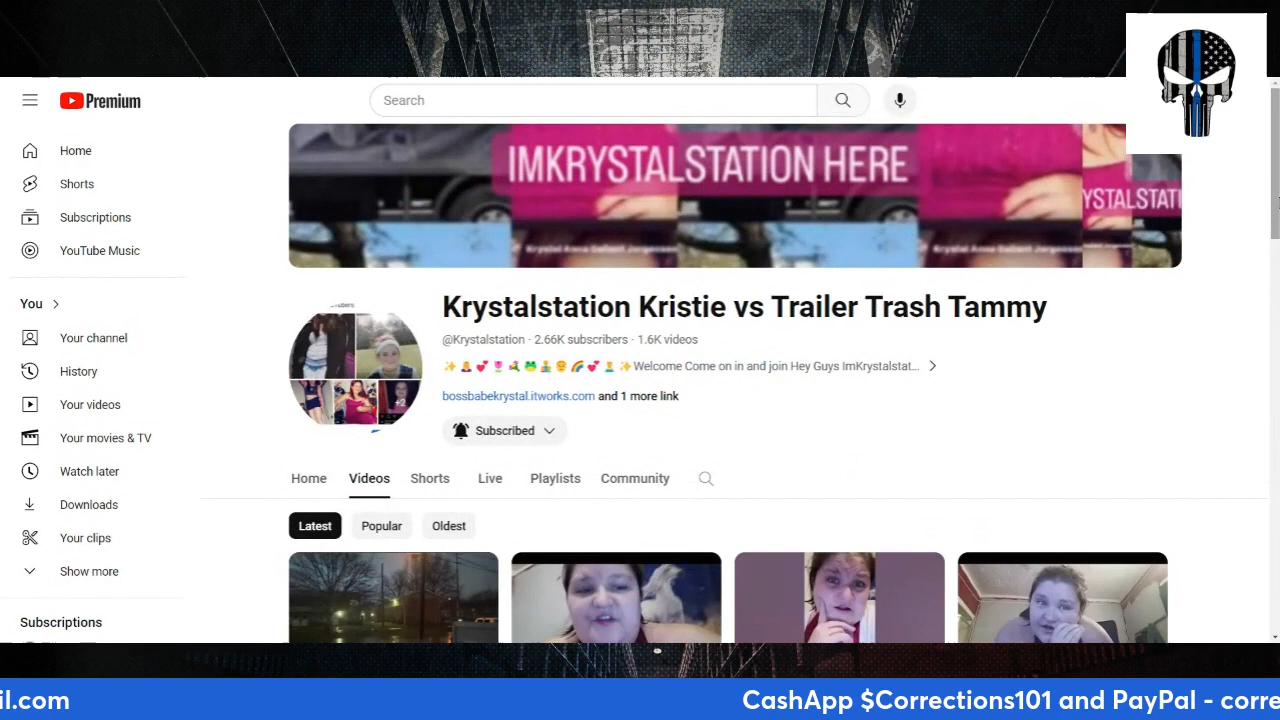 Premium
Search
IMKRYSTALSTATION HERE
YSTALSTATI
Home
Shorts
Subscriptions
YouTube Music
You
Your channel
History
Your videos
Your movies & TV
Watch later
Downloads
Your clips
Show more
Subscriptions
Krystalstation Kristie vs Trailer Trash Tammy
@Krystalstation · 2.66K subscribers · 1.6K videos
Welcome Come on in and join Hey Guys ImKrystalstat...
bossbabekrystal.itworks.com and 1 more link
Subscribed
Home Videos Shorts Live Playlists Community
Latest Popular Oldest
+2
il.com CashApp $Corrections101 and PayPal - corre